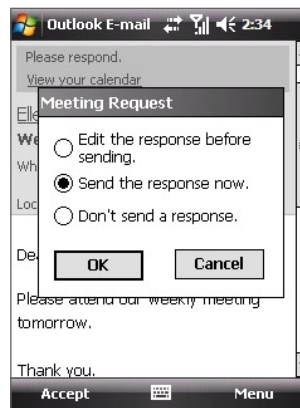 Outlook E-mail 2:34
Please respond.
View your calendar
Meeting Request
Edit the response before
sending.
Send the response now.
Don't send a response.
OK Cancel
Please attend our weekly meeting
tomorrow.
Thank you.
Accept Menu